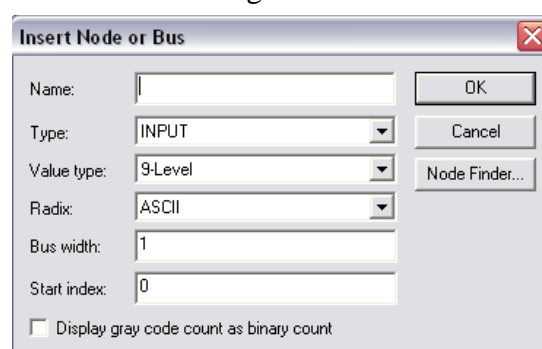 Insert Node or Bus
Name:
OK
Type:
INPUT
Cancel
Value type:
9-Level
Node Finder...
Radix:
ASCII
Bus width:
1
Start index:
0
Display gray code count as binary count